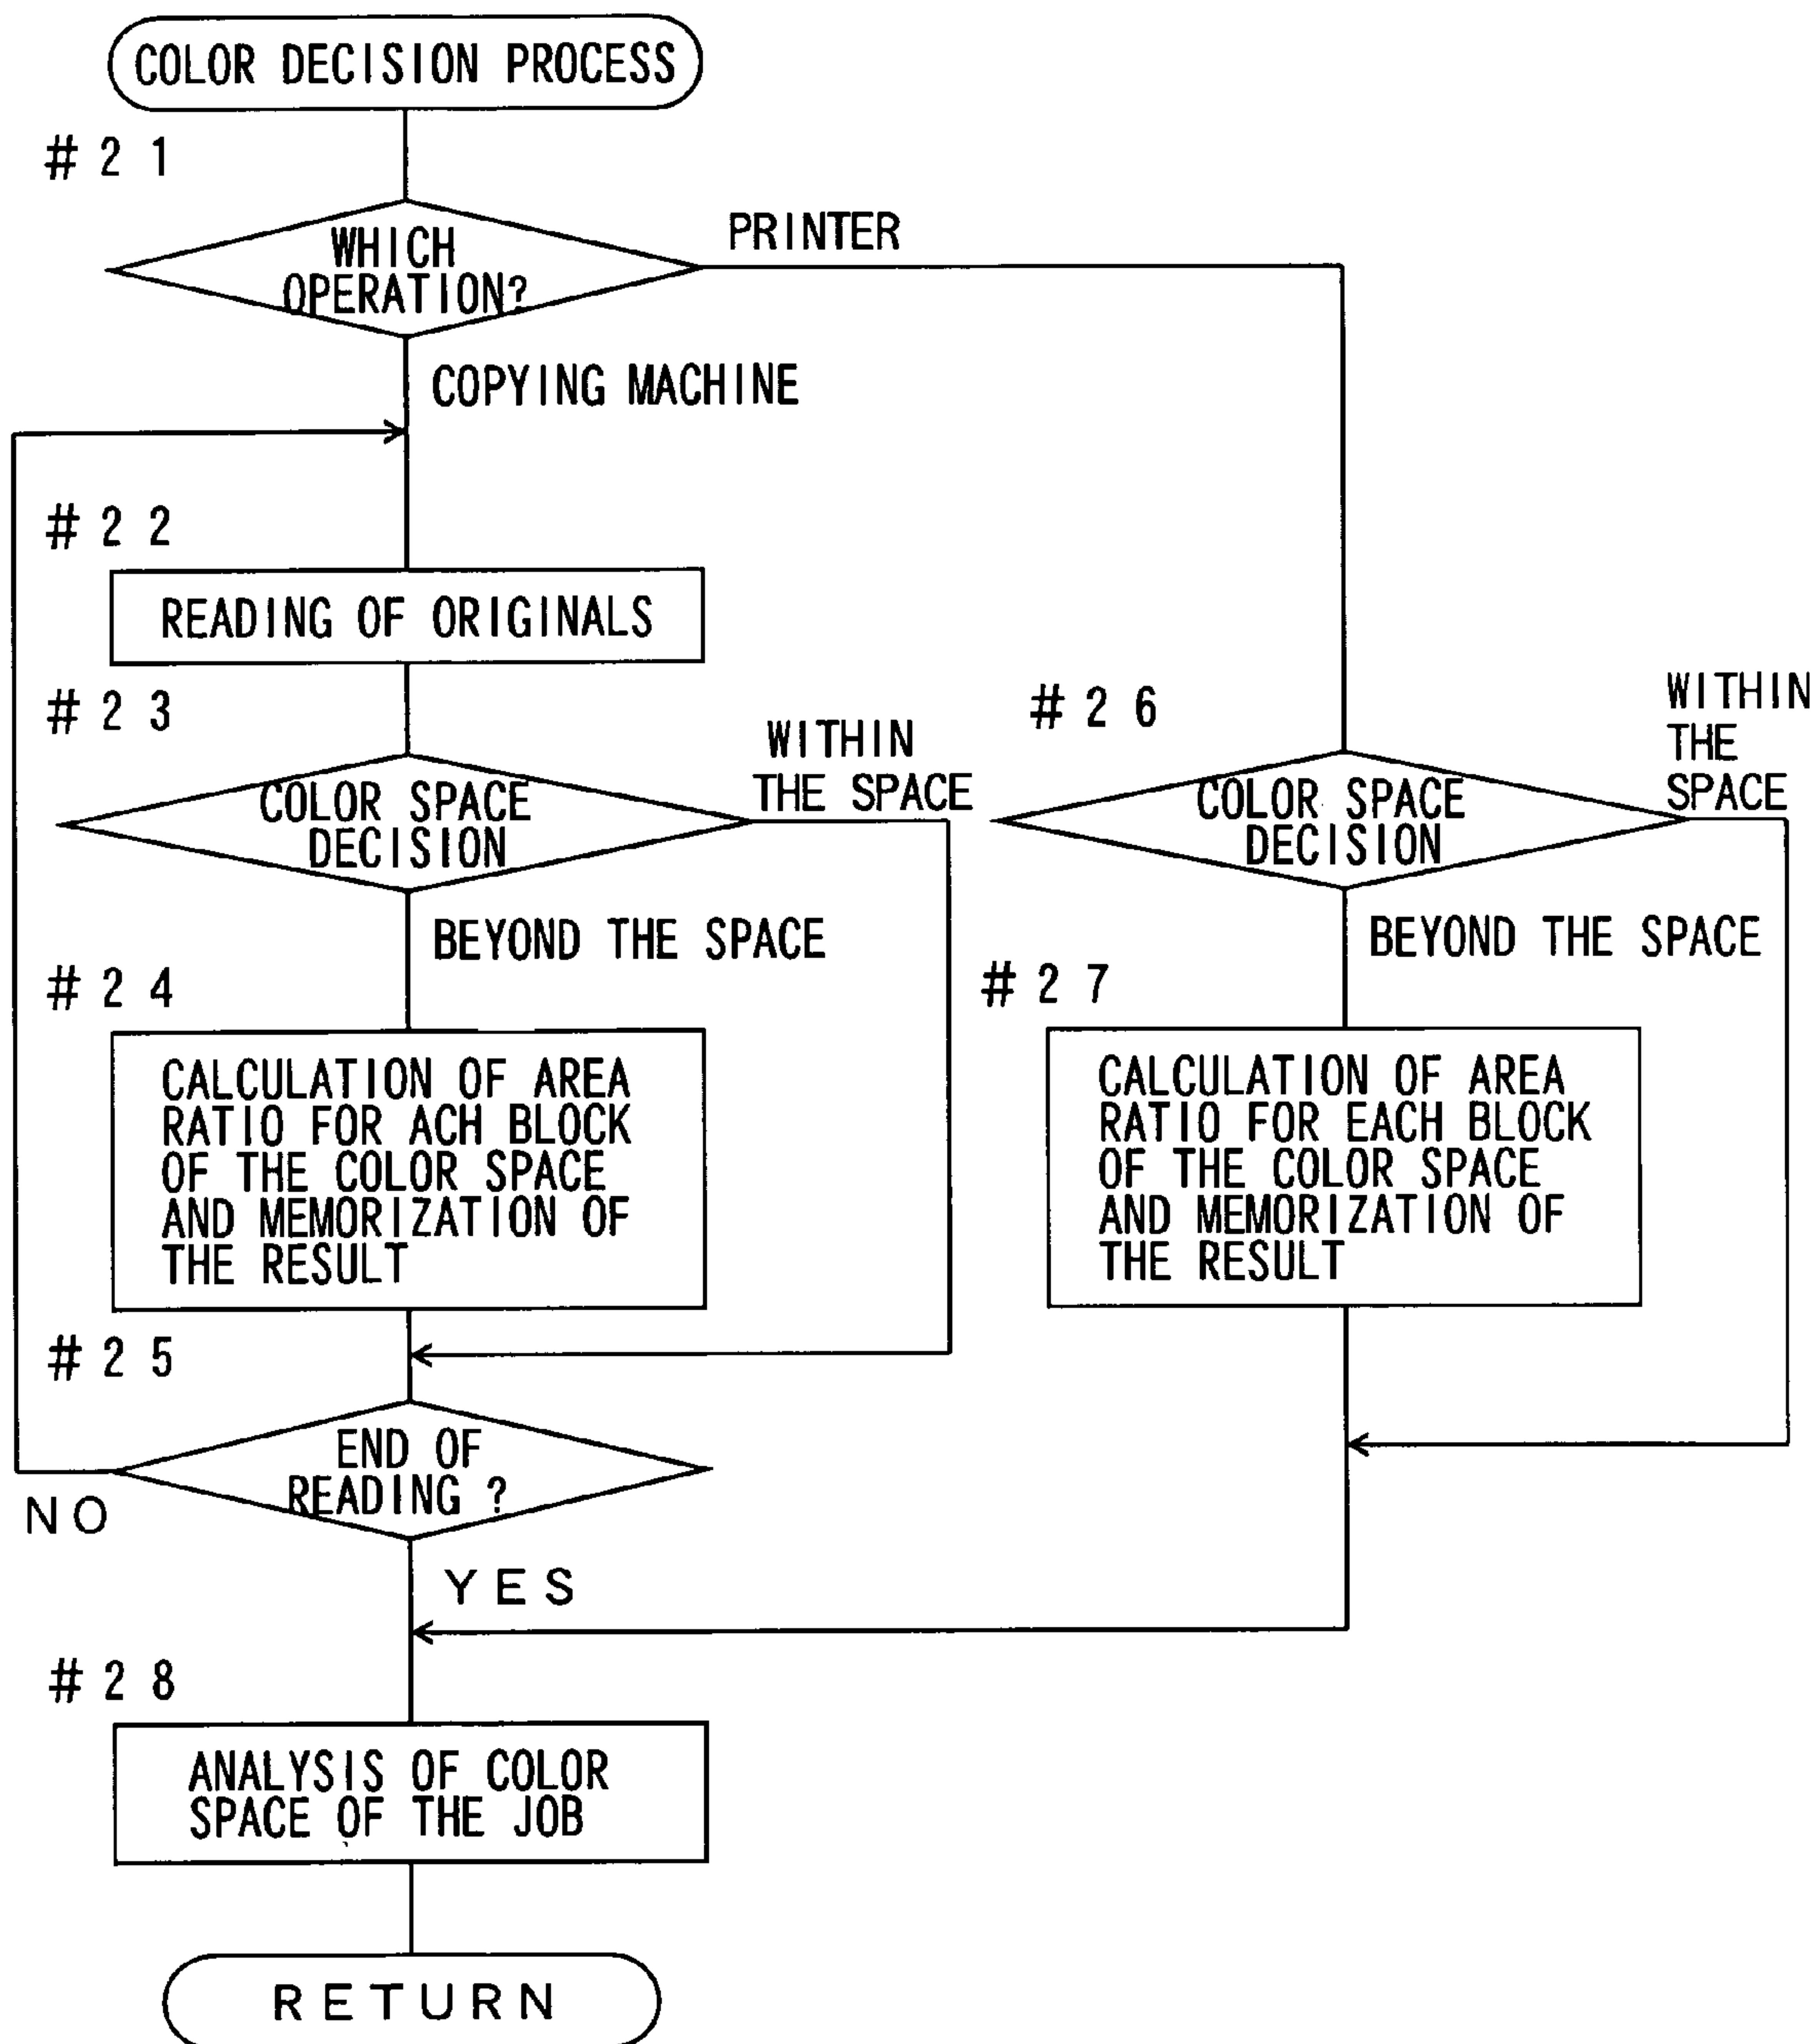 COLOR DECISION PROCESS
#21
WHICH
OPERATION?
PRINTER
COPYING MACHINE
#22
READING OF ORIGINALS
#23
COLOR SPACE
DECISION
WITHIN
THE SPACE
BEYOND THE SPACE
#24
CALCULATION OF AREA
RATIO FOR ACH BLOCK
OF THE COLOR SPACE
AND MEMORIZATION OF
THE RESULT
#25
END OF
READING ?
NO
YES
#26
COLOR SPACE
DECISION
WITHIN
THE
SPACE
BEYOND THE SPACE
#27
CALCULATION OF AREA
RATIO FOR EACH BLOCK
OF THE COLOR SPACE
AND MEMORIZATION OF
THE RESULT
#28
ANALYSIS OF COLOR
SPACE OF THE JOB
RETURN